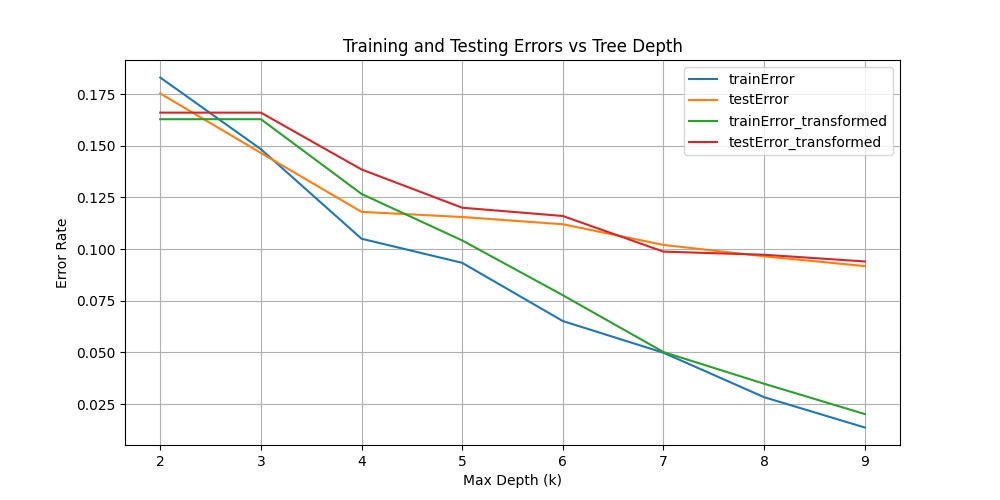 Training and Testing Errors vs Tree Depth
trainError
testError
trainError_transformed
testError_transformed
0.175
0.150
0.125
0.100
0.075
0.050
0.025
Error Rate
2 3 4 5 6 7 8 9
Max Depth (k)